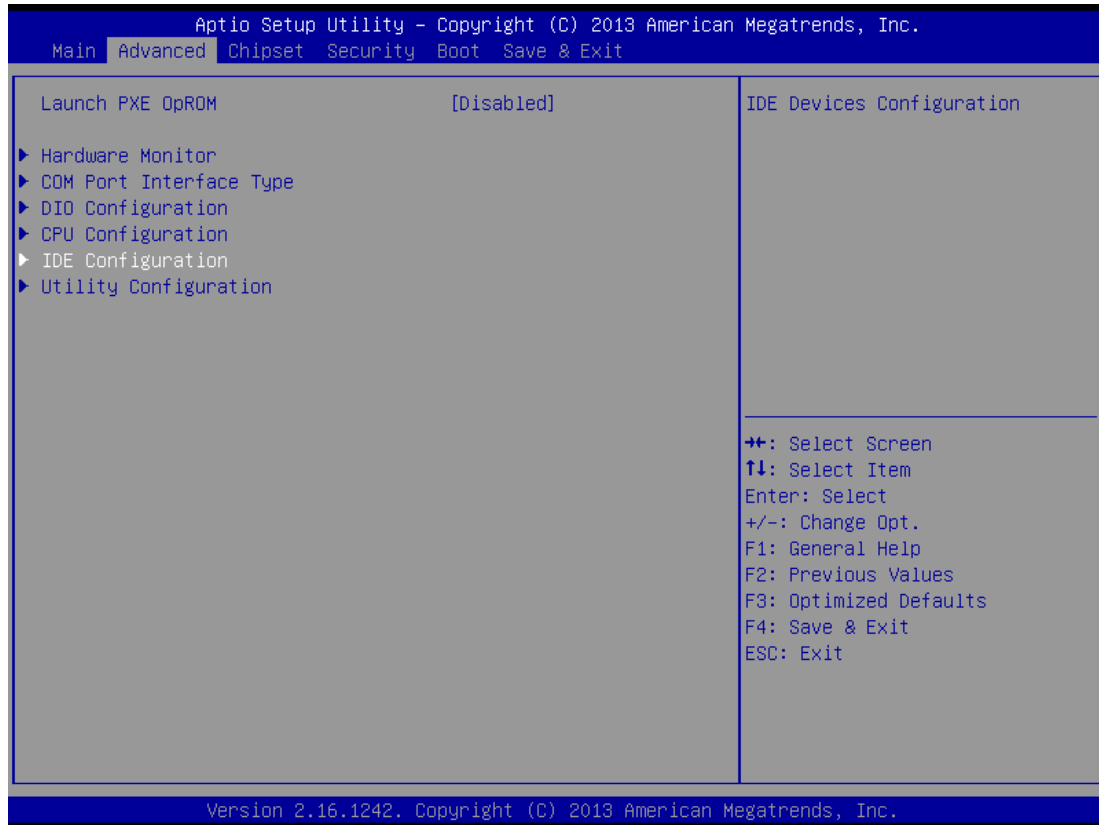 Aptio Setup Utility – Copyright (C) 2013 American Megatrends, Inc.
Main Advanced Chipset Security Boot Save & Exit
Launch PXE OpROM [Disabled]
▶ Hardware Monitor
▶ COM Port Interface Type
▶ DIO Configuration
▶ CPU Configuration
▶ IDE Configuration
▶ Utility Configuration
IDE Devices Configuration
→←: Select Screen
↑↓: Select Item
Enter: Select
+/-: Change Opt.
F1: General Help
F2: Previous Values
F3: Optimized Defaults
F4: Save & Exit
ESC: Exit
Version 2.16.1242. Copyright (C) 2013 American Megatrends, Inc.